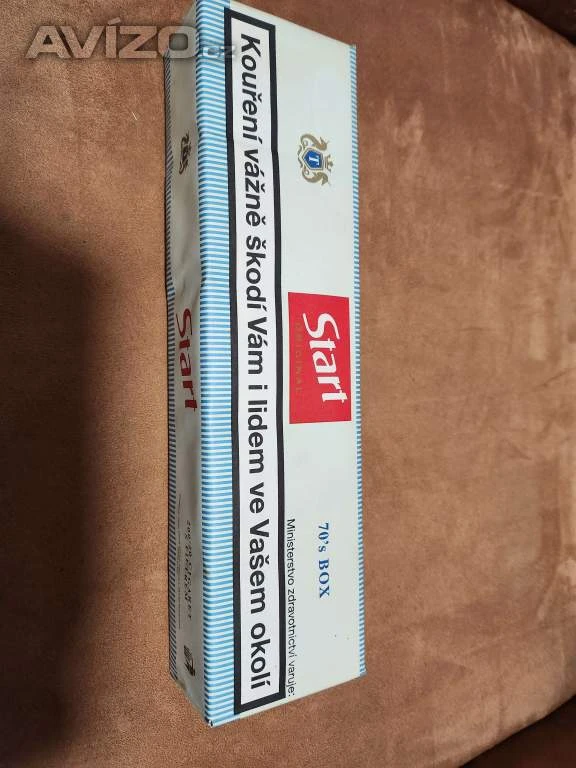 AVÍZO.cz
T
Start
ORIGINAL
70's BOX
Ministerstvo zdravotnictví varuje:
Kouření vážně škodí Vám i lidem ve Vašem okolí
Start